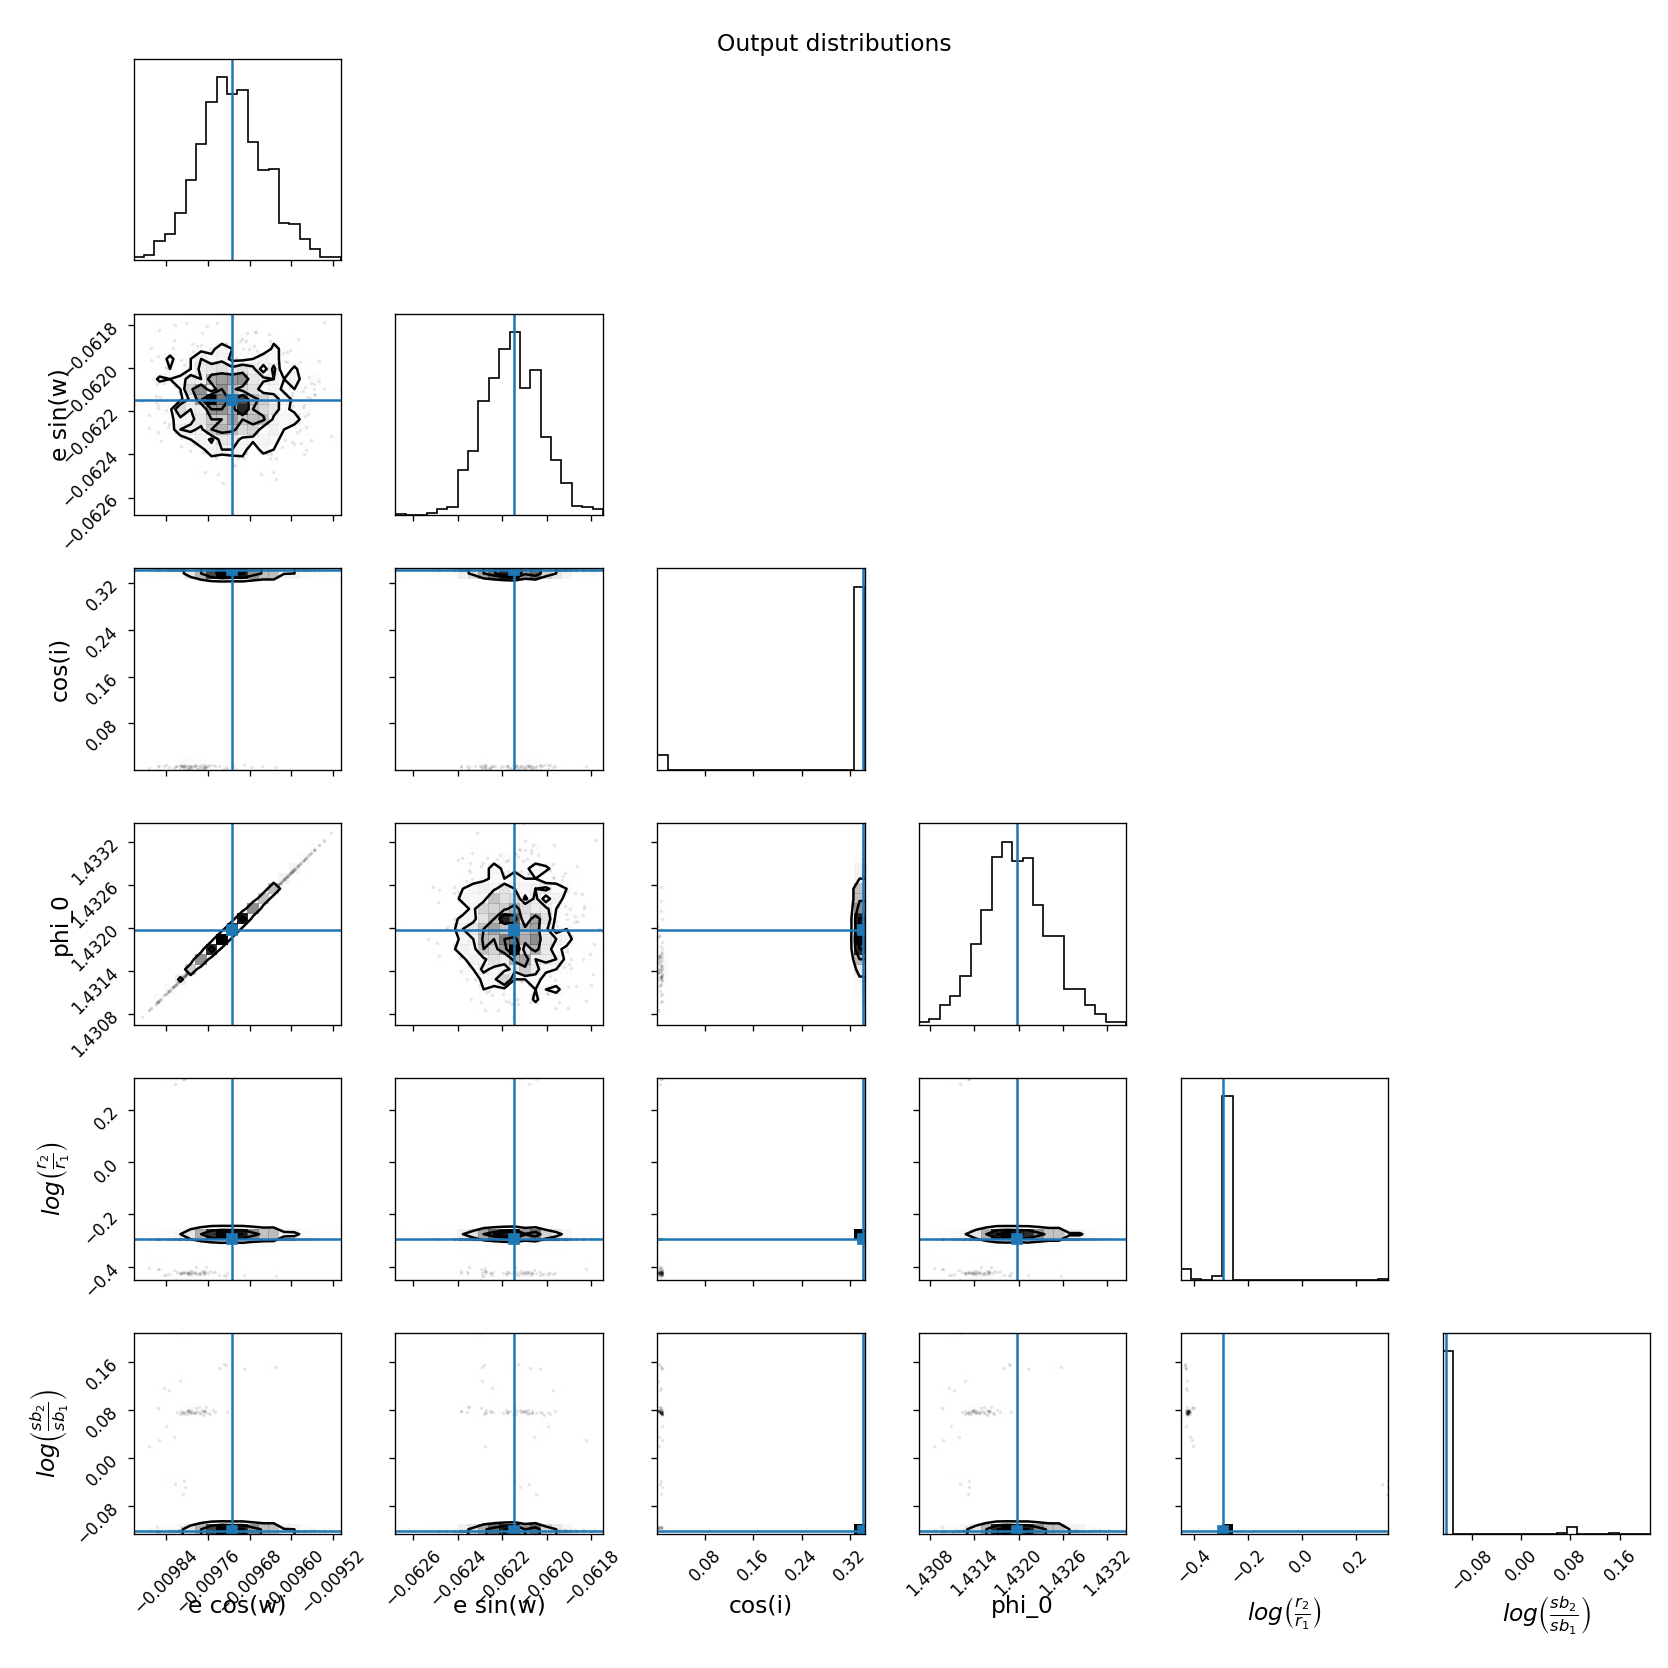 Output distributions
e sin(w)
−0.0618
−0.0620
−0.0622
−0.0624
−0.0626
cos(i)
0.32
0.24
0.16
0.08
phi_0
1.4332
1.4326
1.4320
1.4314
1.4308
log(r₂/r₁)
0.2
0.0
−0.2
−0.4
log(sb₂/sb₁)
0.16
0.08
0.00
−0.08
−0.00984 −0.00976 −0.00968 −0.00960 −0.00952
−0.0626 −0.0624 −0.0622 −0.0620 −0.0618
0.08 0.16 0.24 0.32
1.4308 1.4314 1.4320 1.4326 1.4332
−0.4 −0.2 0.0 0.2
−0.08 0.00 0.08 0.16
e cos(w) e sin(w) cos(i) phi_0 log(r₂/r₁) log(sb₂/sb₁)